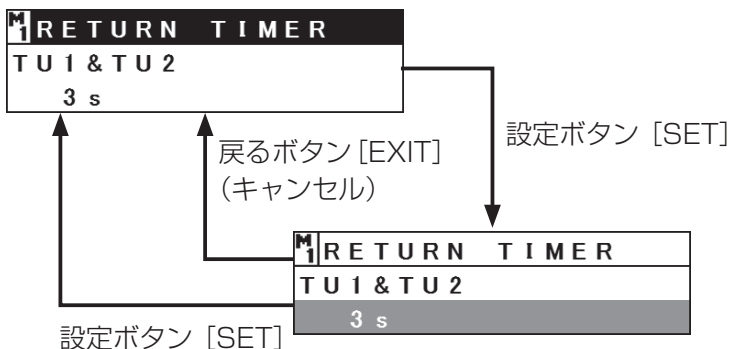 M1 RETURN TIMER
TU1&TU2
3 s
設定ボタン [SET]
戻るボタン [EXIT]
（キャンセル）
M1 RETURN TIMER
TU1&TU2
3 s
設定ボタン [SET]